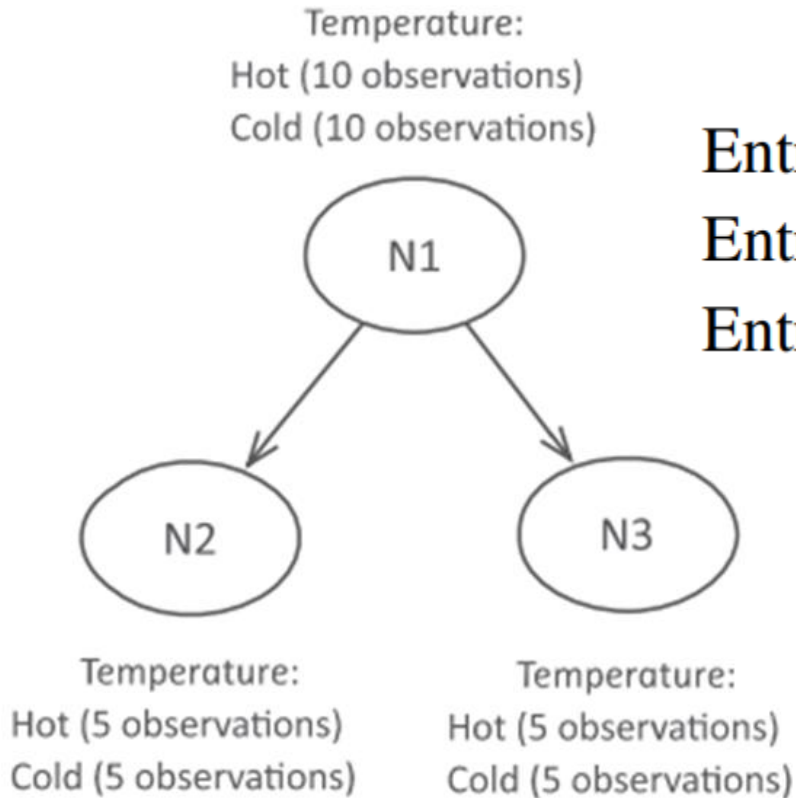 Temperature:
Hot (10 observations)
Cold (10 observations)
N1
N2
N3
Temperature:
Hot (5 observations)
Cold (5 observations)
Temperature:
Hot (5 observations)
Cold (5 observations)